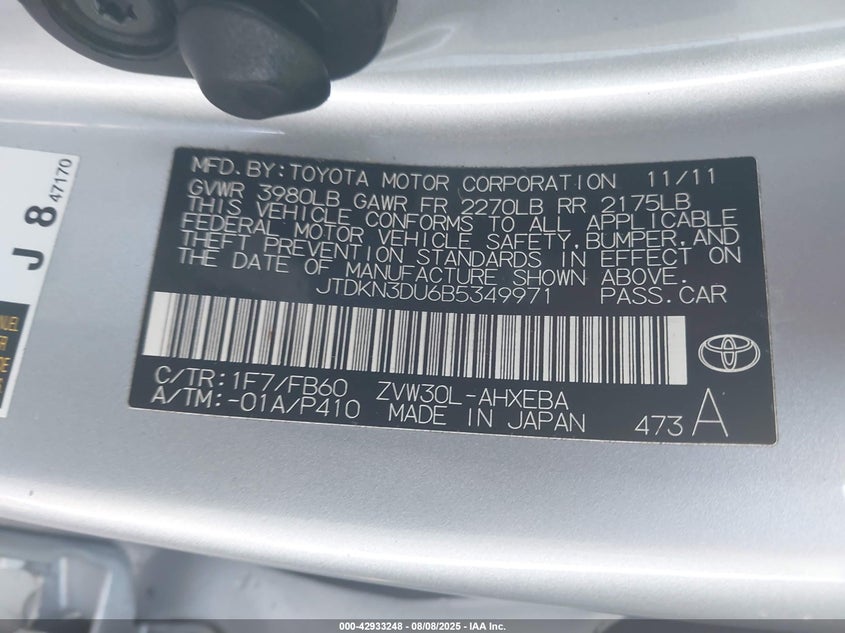 J 8 47170
NUEL
MFD.BY:TOYOTA MOTOR CORPORATION 11/11
GVWR 3980LB GAWR FR 2270LB RR 2175LB
THIS VEHICLE CONFORMS TO ALL APPLICABLE
FEDERAL MOTOR VEHICLE SAFETY,BUMPER,AND
THEFT PREVENTION STANDARDS IN EFFECT ON
THE DATE OF MANUFACTURE SHOWN ABOVE.
JTDKN3DU6B5349971 PASS.CAR
C/TR:1F7/FB60 ZVW30L-AHXEBA
A/TM:-01A/P410 MADE IN JAPAN 473 A
000-42933248 - 08/08/2025 - IAA Inc.